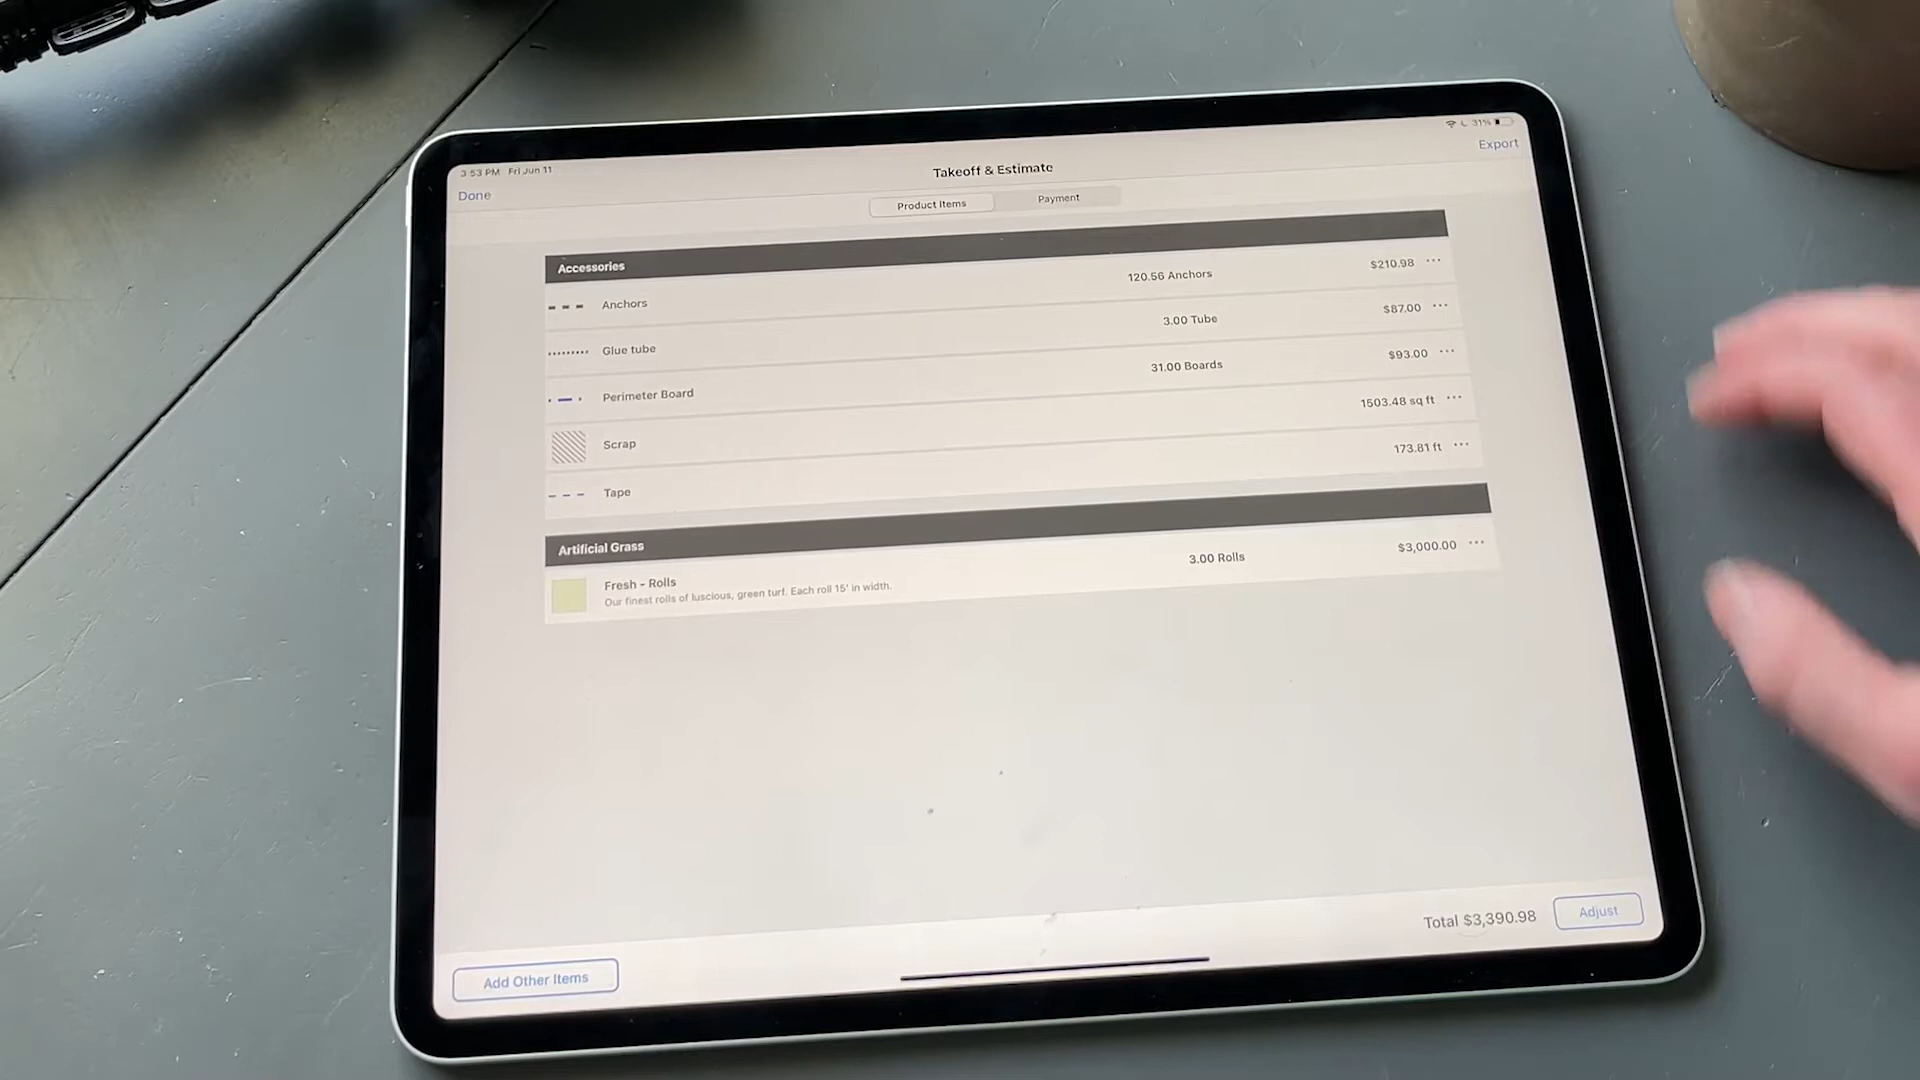 3:53 PM Fri Jun 11
31%
Done
Takeoff & Estimate
Export
Product Items
Payment
Accessories
Anchors 120.56 Anchors $210.98 ...
Glue tube 3.00 Tube $87.00 ...
Perimeter Board 31.00 Boards $93.00 ...
Scrap 1503.48 sq ft ...
Tape 173.81 ft ...
Artificial Grass
Fresh - Rolls 3.00 Rolls $3,000.00 ...
Our finest rolls of luscious, green turf. Each roll 15' in width.
Total $3,390.98
Adjust
Add Other Items